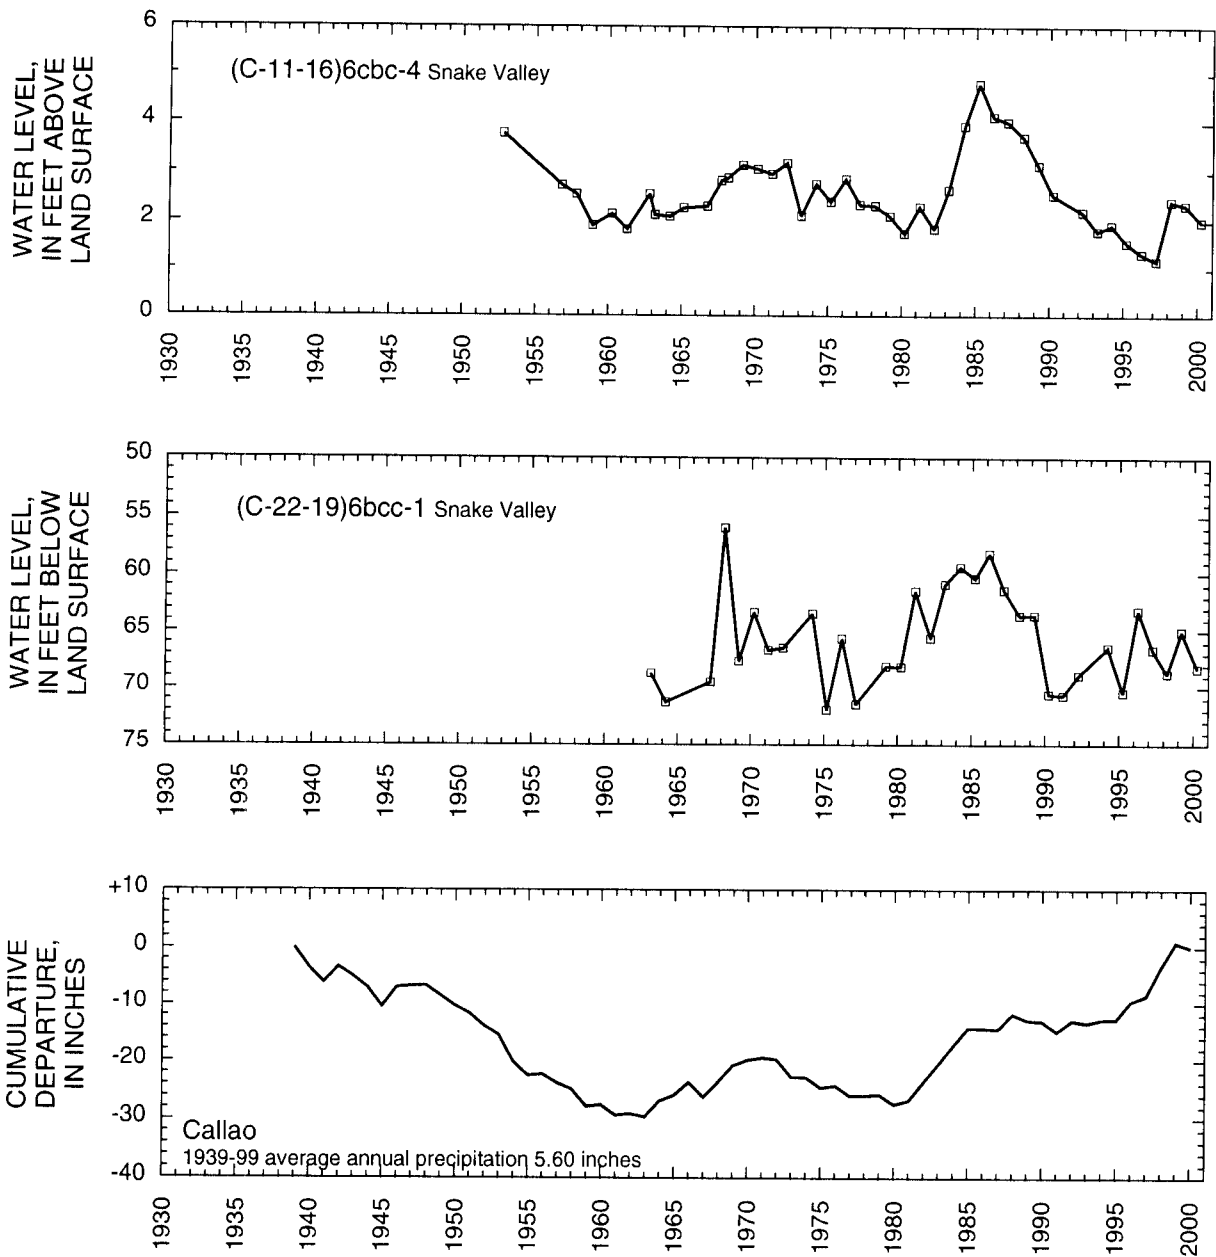 WATER LEVEL,
IN FEET ABOVE
LAND SURFACE
6
4
2
0
(C-11-16)6cbc-4 Snake Valley
1930 1935 1940 1945 1950 1955 1960 1965 1970 1975 1980 1985 1990 1995 2000
WATER LEVEL,
IN FEET BELOW
LAND SURFACE
50
55
60
65
70
75
(C-22-19)6bcc-1 Snake Valley
1930 1935 1940 1945 1950 1955 1960 1965 1970 1975 1980 1985 1990 1995 2000
CUMULATIVE
DEPARTURE,
IN INCHES
+10
0
-10
-20
-30
-40
Callao
1939-99 average annual precipitation 5.60 inches
1930 1935 1940 1945 1950 1955 1960 1965 1970 1975 1980 1985 1990 1995 2000